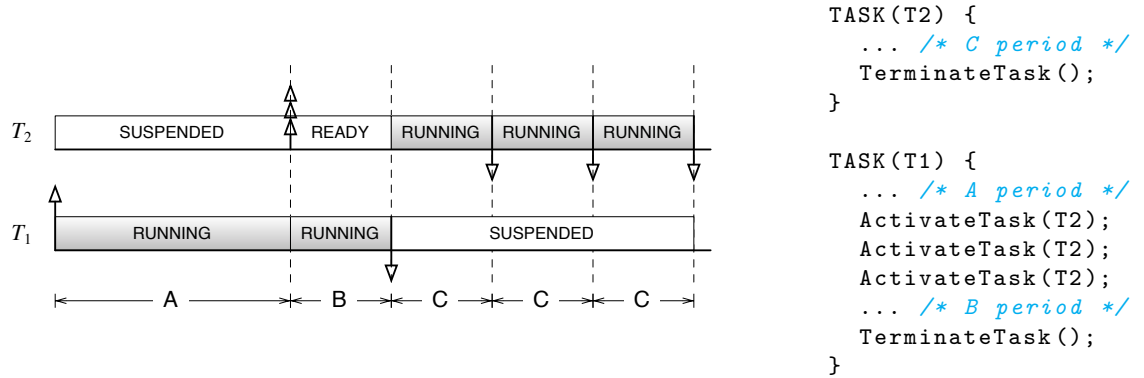 T2 SUSPENDED READY RUNNING RUNNING RUNNING
T1 RUNNING RUNNING SUSPENDED
A B C C C
TASK(T2) {
... /* C period */
TerminateTask();
}
TASK(T1) {
... /* A period */
ActivateTask(T2);
ActivateTask(T2);
ActivateTask(T2);
... /* B period */
TerminateTask();
}